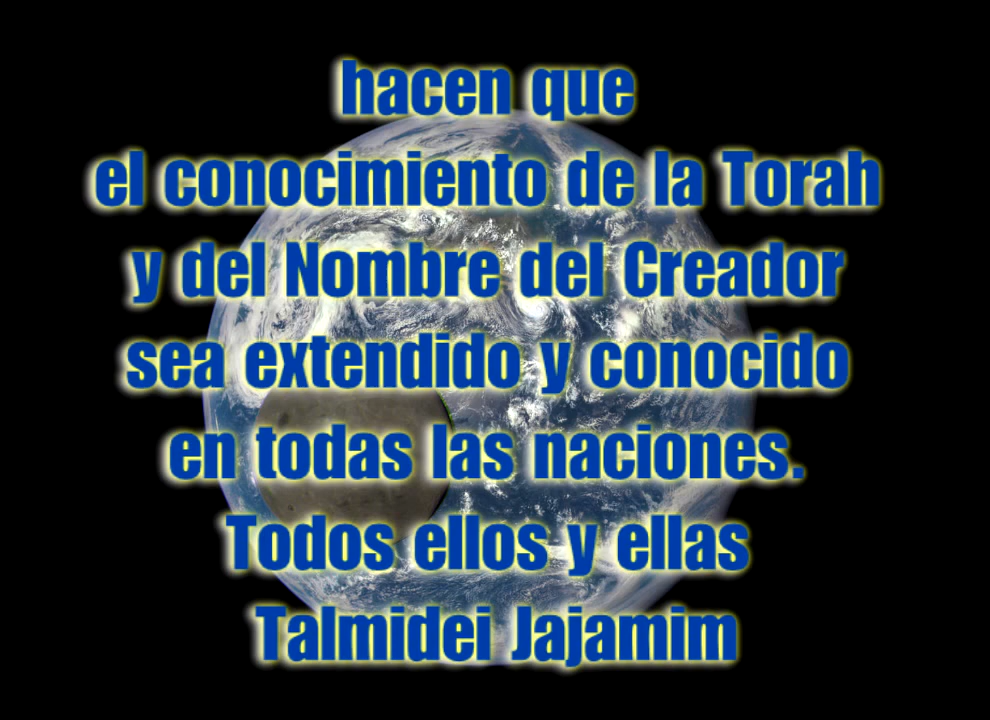 hacen que
el conocimiento de la Torah
y del Nombre del Creador
sea extendido y conocido
en todas las naciones.
Todos ellos y ellas
Talmidei Jajamim